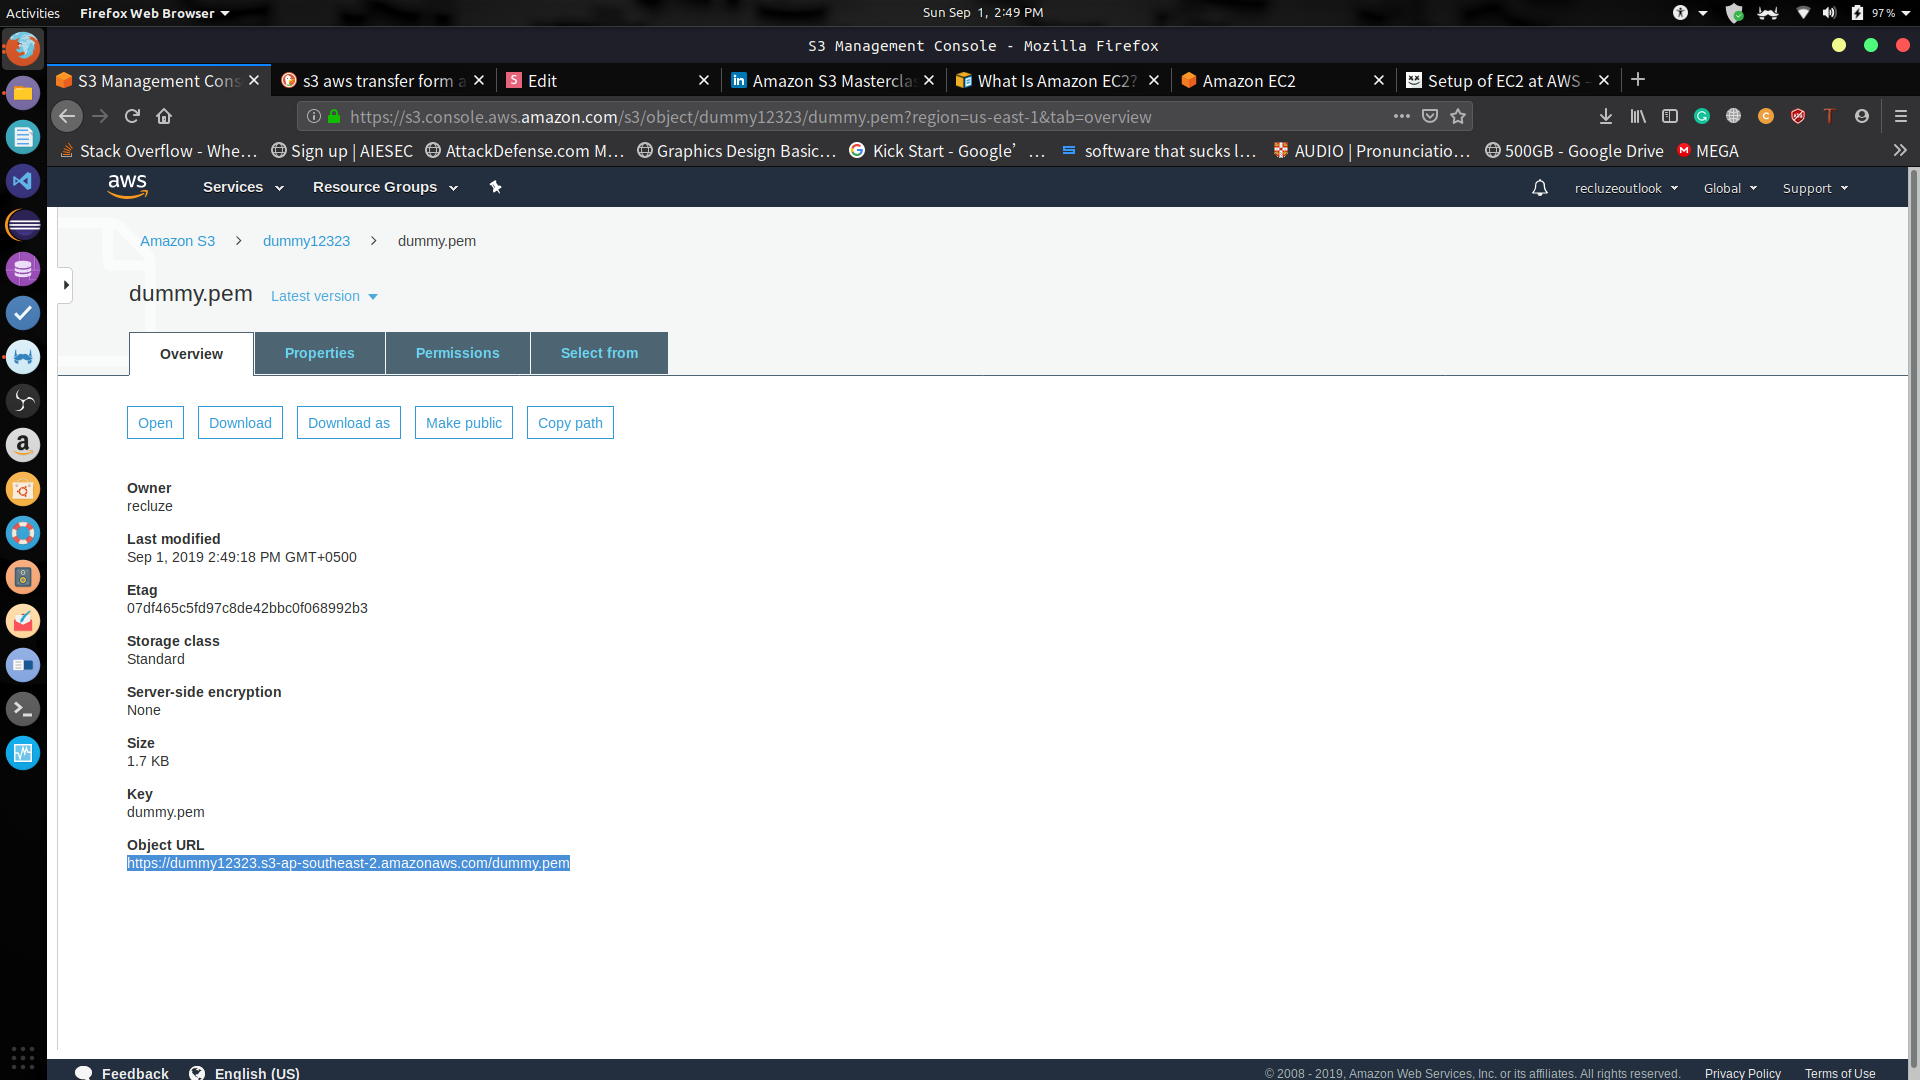 Activities Firefox Web Browser Sun Sep 1, 2:49 PM 97 %
S3 Management Console - Mozilla Firefox
S3 Management Cons s3 aws transfer form a Edit Amazon S3 Masterclas What Is Amazon EC2? Amazon EC2 Setup of EC2 at AWS -
https://s3.console.aws.amazon.com/s3/object/dummy12323/dummy.pem?region=us-east-1&tab=overview
Stack Overflow - Whe… Sign up | AIESEC AttackDefense.com M… Graphics Design Basic… Kick Start - Google’ … software that sucks l… AUDIO | Pronunciatio… 500GB - Google Drive MEGA
aws Services Resource Groups recluzeoutlook Global Support
Amazon S3 dummy12323 dummy.pem
dummy.pem Latest version
Overview Properties Permissions Select from
Open Download Download as Make public Copy path
Owner
recluze
Last modified
Sep 1, 2019 2:49:18 PM GMT+0500
Etag
07df465c5fd97c8de42bbc0f068992b3
Storage class
Standard
Server-side encryption
None
Size
1.7 KB
Key
dummy.pem
Object URL
https://dummy12323.s3-ap-southeast-2.amazonaws.com/dummy.pem
Feedback English (US) © 2008 - 2019, Amazon Web Services, Inc. or its affiliates. All rights reserved. Privacy Policy Terms of Use